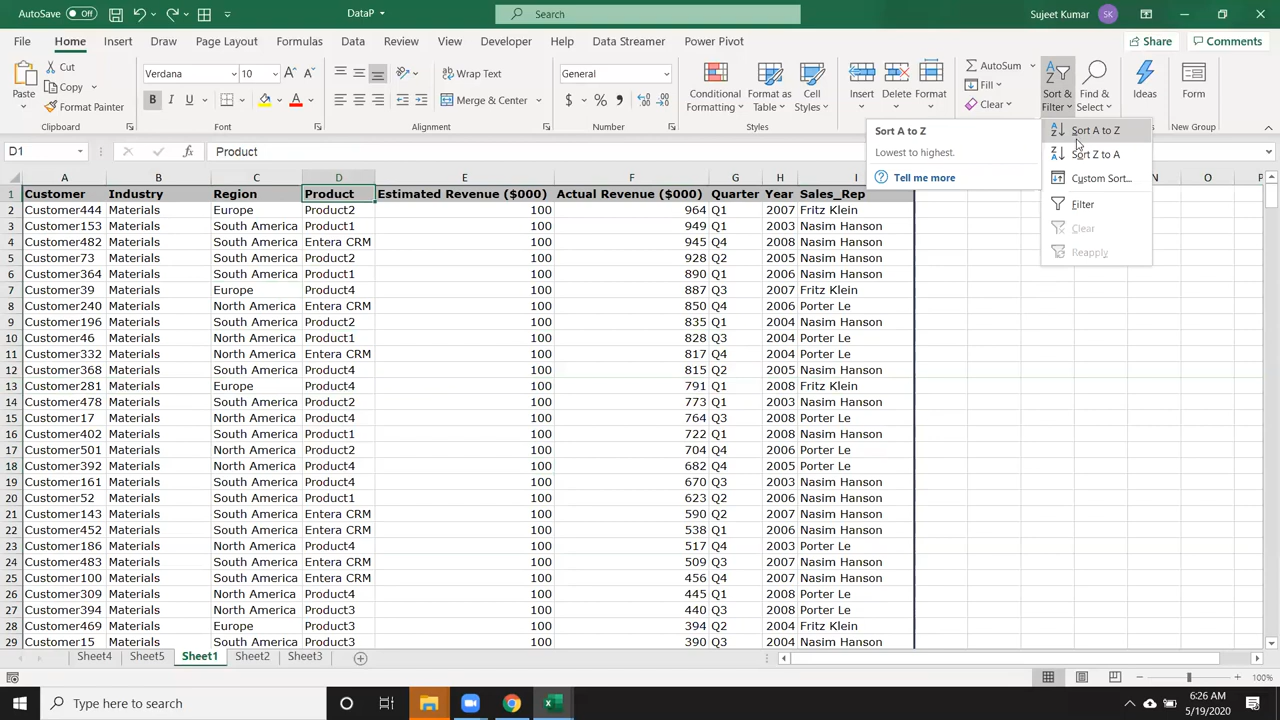 AutoSave Off DataP Search Sujeet Kumar SK
File Home Insert Draw Page Layout Formulas Data Review View Developer Help Data Streamer Power Pivot Share Comments
Paste Cut Copy Format Painter Verdana 10 A A Wrap Text General Conditional Formatting Format as Table Cell Styles Insert Delete Format AutoSum Fill Clear Sort & Filter Find & Select Ideas Form
B I U A Merge & Center $ % 9
Clipboard Font Alignment Number Styles New Group
Sort A to Z
Lowest to highest.
Tell me more
Sort A to Z
Sort Z to A
Custom Sort...
Filter
Clear
Reapply
D1 fx Product
A B C D E F G H I N O P
1 Customer Industry Region Product Estimated Revenue ($000) Actual Revenue ($000) Quarter Year Sales_Rep
2 Customer444 Materials Europe Product2 100 964 Q1 2007 Fritz Klein
3 Customer153 Materials South America Product1 100 949 Q1 2003 Nasim Hanson
4 Customer482 Materials South America Entera CRM 100 945 Q4 2008 Nasim Hanson
5 Customer73 Materials South America Product2 100 928 Q2 2005 Nasim Hanson
6 Customer364 Materials South America Product1 100 890 Q1 2006 Nasim Hanson
7 Customer39 Materials Europe Product4 100 887 Q3 2007 Fritz Klein
8 Customer240 Materials North America Entera CRM 100 850 Q4 2006 Porter Le
9 Customer196 Materials South America Product2 100 835 Q1 2004 Nasim Hanson
10 Customer46 Materials North America Product1 100 828 Q3 2004 Porter Le
11 Customer332 Materials North America Entera CRM 100 817 Q4 2004 Porter Le
12 Customer368 Materials South America Product4 100 815 Q2 2005 Nasim Hanson
13 Customer281 Materials Europe Product4 100 791 Q1 2008 Fritz Klein
14 Customer478 Materials South America Product2 100 773 Q1 2003 Nasim Hanson
15 Customer17 Materials North America Product4 100 764 Q3 2008 Porter Le
16 Customer402 Materials South America Product1 100 722 Q1 2008 Nasim Hanson
17 Customer501 Materials North America Product2 100 704 Q4 2006 Porter Le
18 Customer392 Materials North America Product4 100 682 Q4 2005 Porter Le
19 Customer161 Materials South America Product4 100 670 Q3 2003 Nasim Hanson
20 Customer52 Materials South America Product1 100 623 Q2 2006 Nasim Hanson
21 Customer143 Materials South America Entera CRM 100 590 Q2 2007 Nasim Hanson
22 Customer452 Materials South America Entera CRM 100 538 Q1 2006 Nasim Hanson
23 Customer186 Materials North America Product4 100 517 Q4 2003 Porter Le
24 Customer483 Materials South America Entera CRM 100 509 Q3 2007 Nasim Hanson
25 Customer100 Materials South America Entera CRM 100 456 Q4 2007 Nasim Hanson
26 Customer309 Materials North America Product4 100 445 Q1 2008 Porter Le
27 Customer394 Materials North America Product3 100 440 Q3 2008 Porter Le
28 Customer469 Materials Europe Product3 100 394 Q2 2004 Fritz Klein
29 Customer15 Materials South America Product3 100 390 Q3 2004 Nasim Hanson
Sheet4 Sheet5 Sheet1 Sheet2 Sheet3
100%
Type here to search 6:26 AM
5/19/2020